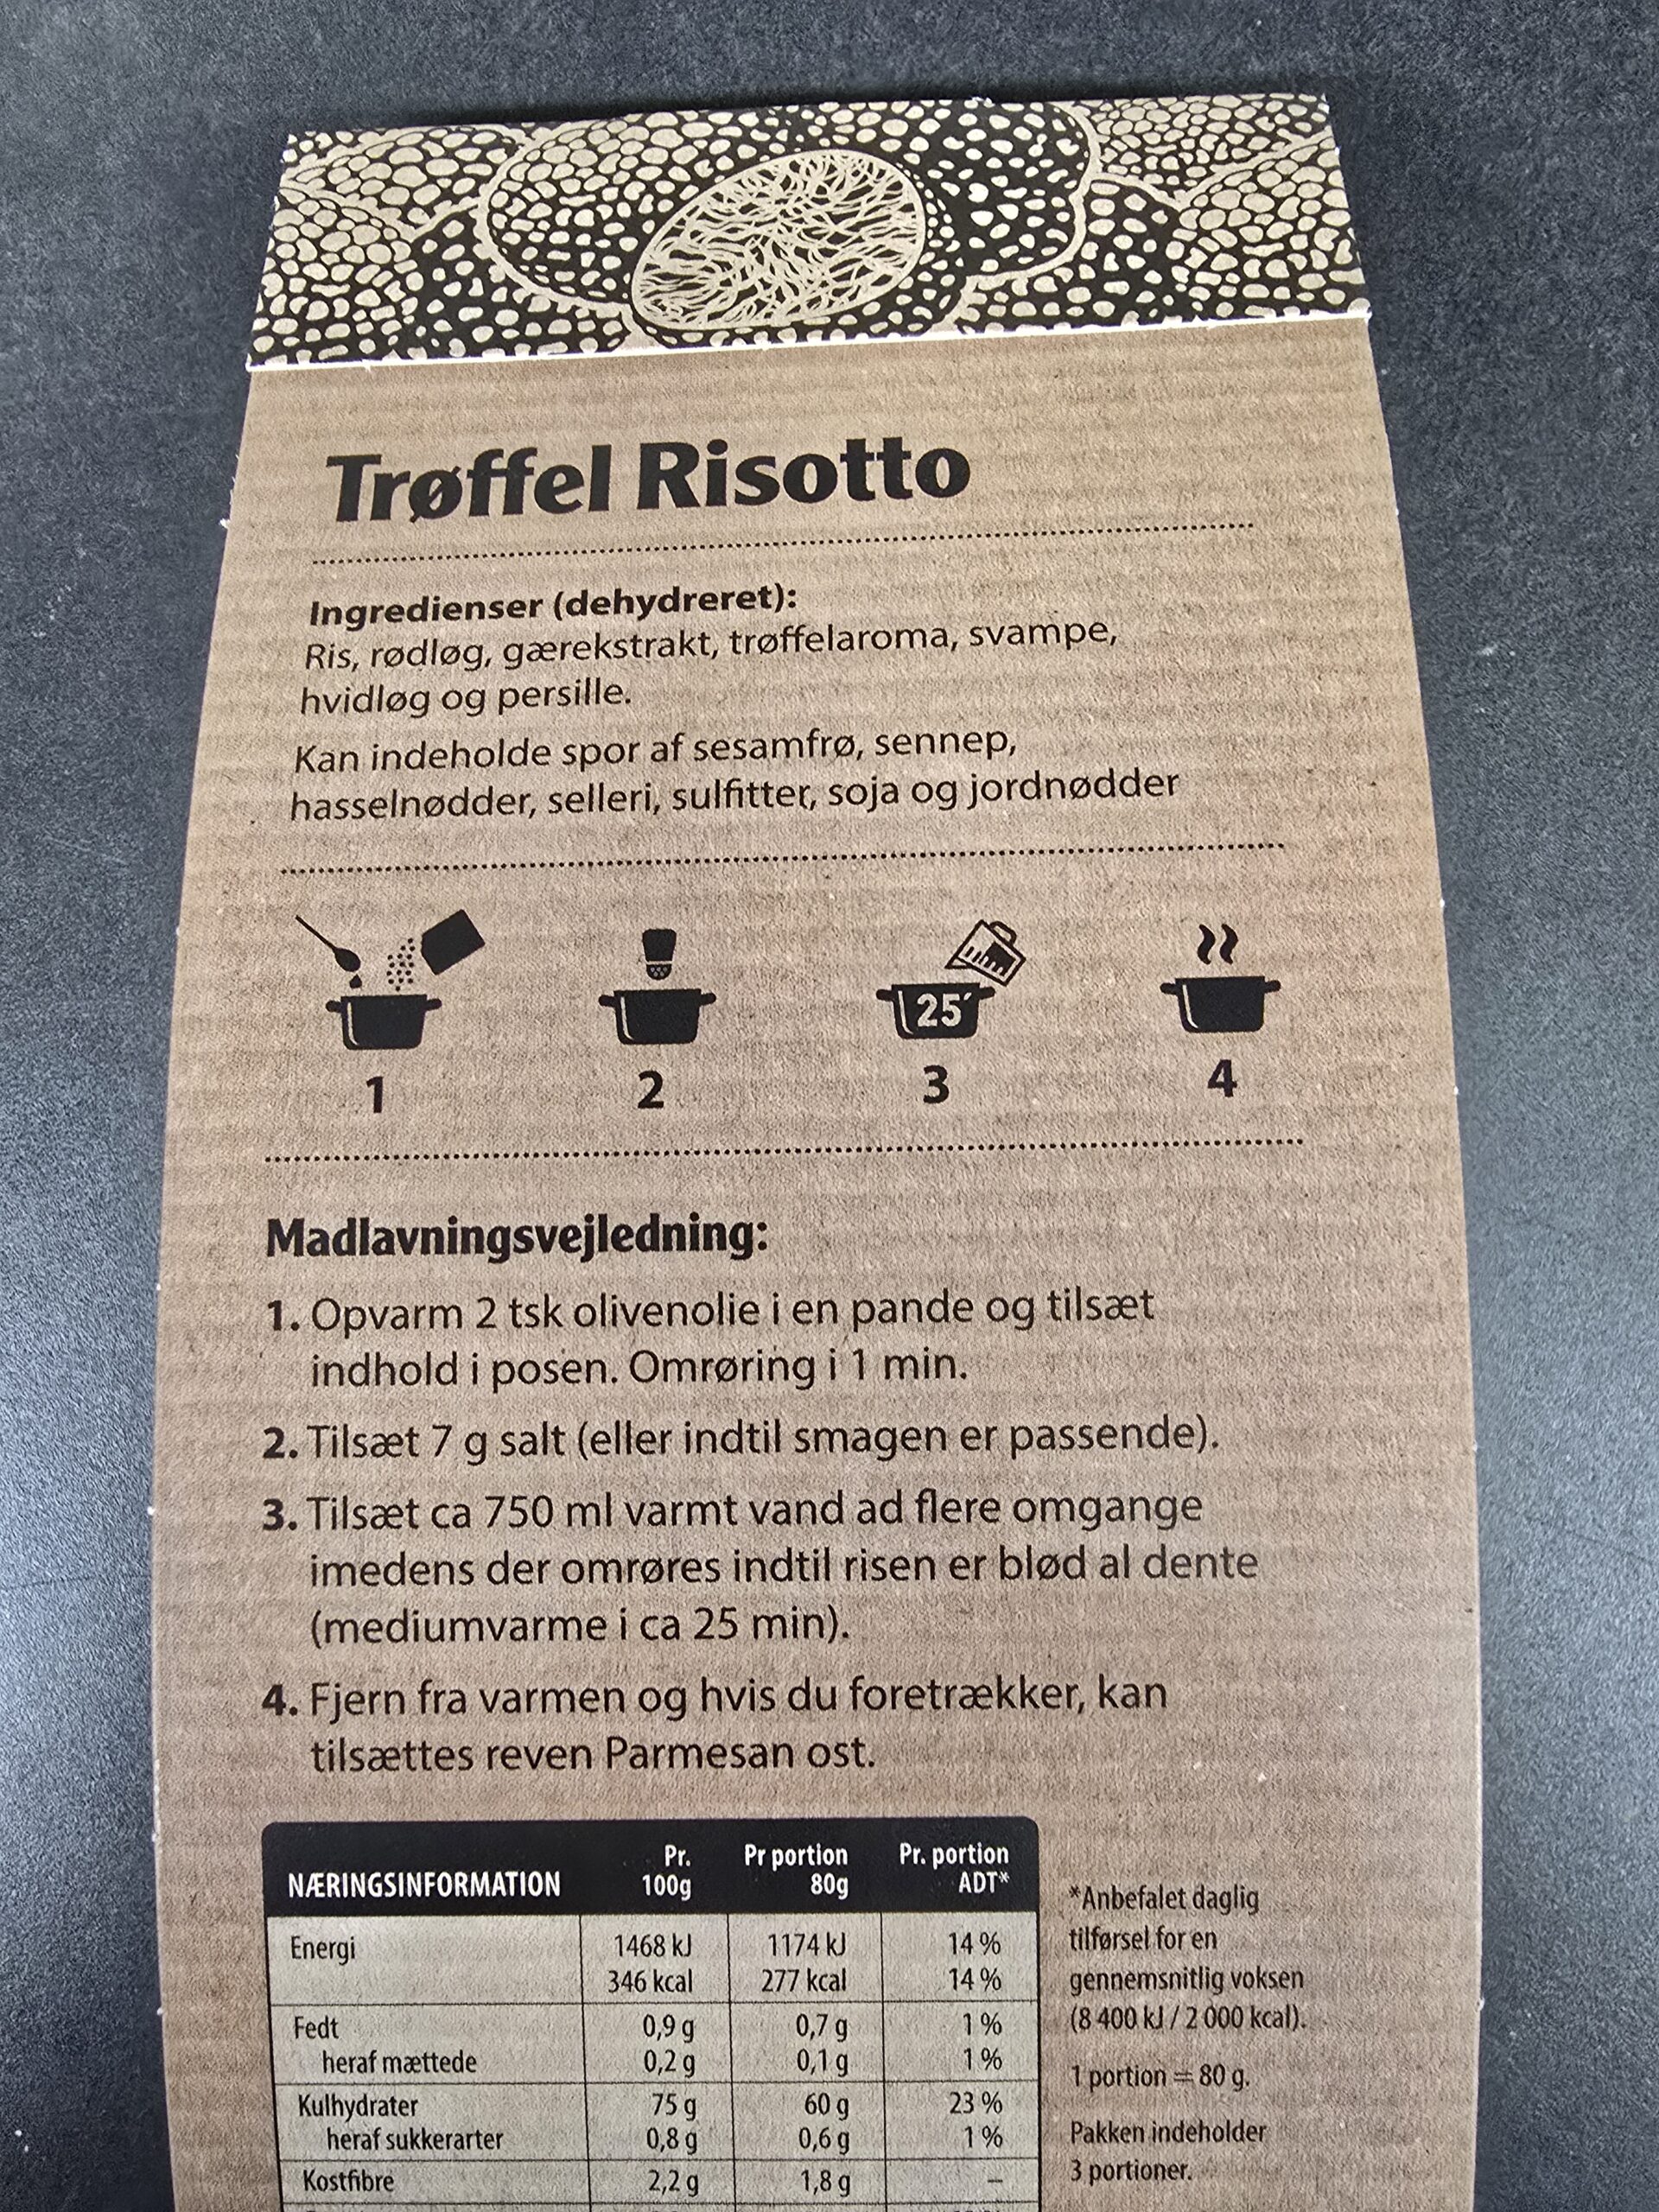 Trøffel Risotto
Ingredienser (dehydreret):
Ris, rødløg, gærekstrakt, trøffelaroma, svampe,
hvidløg og persille.
Kan indeholde spor af sesamfrø, sennep,
hasselnødder, selleri, sulfitter, soja og jordnødder
25´
1 2 3 4
Madlavningsvejledning:
1. Opvarm 2 tsk olivenolie i en pande og tilsæt
indhold i posen. Omrøring i 1 min.
2. Tilsæt 7 g salt (eller indtil smagen er passende).
3. Tilsæt ca 750 ml varmt vand ad flere omgange
imedens der omrøres indtil risen er blød al dente
(mediumvarme i ca 25 min).
4. Fjern fra varmen og hvis du foretrækker, kan
tilsættes reven Parmesan ost.
NÆRINGSINFORMATION Pr. 100g Pr portion 80g Pr. portion ADT*
Energi 1468 kJ 1174 kJ 14 %
346 kcal 277 kcal 14 %
Fedt 0,9 g 0,7 g 1 %
heraf mættede 0,2 g 0,1 g 1 %
Kulhydrater 75 g 60 g 23 %
heraf sukkerarter 0,8 g 0,6 g 1 %
Kostfibre 2,2 g 1,8 g –
*Anbefalet daglig
tilførsel for en
gennemsnitlig voksen
(8 400 kJ / 2 000 kcal).
1 portion = 80 g.
Pakken indeholder
3 portioner.